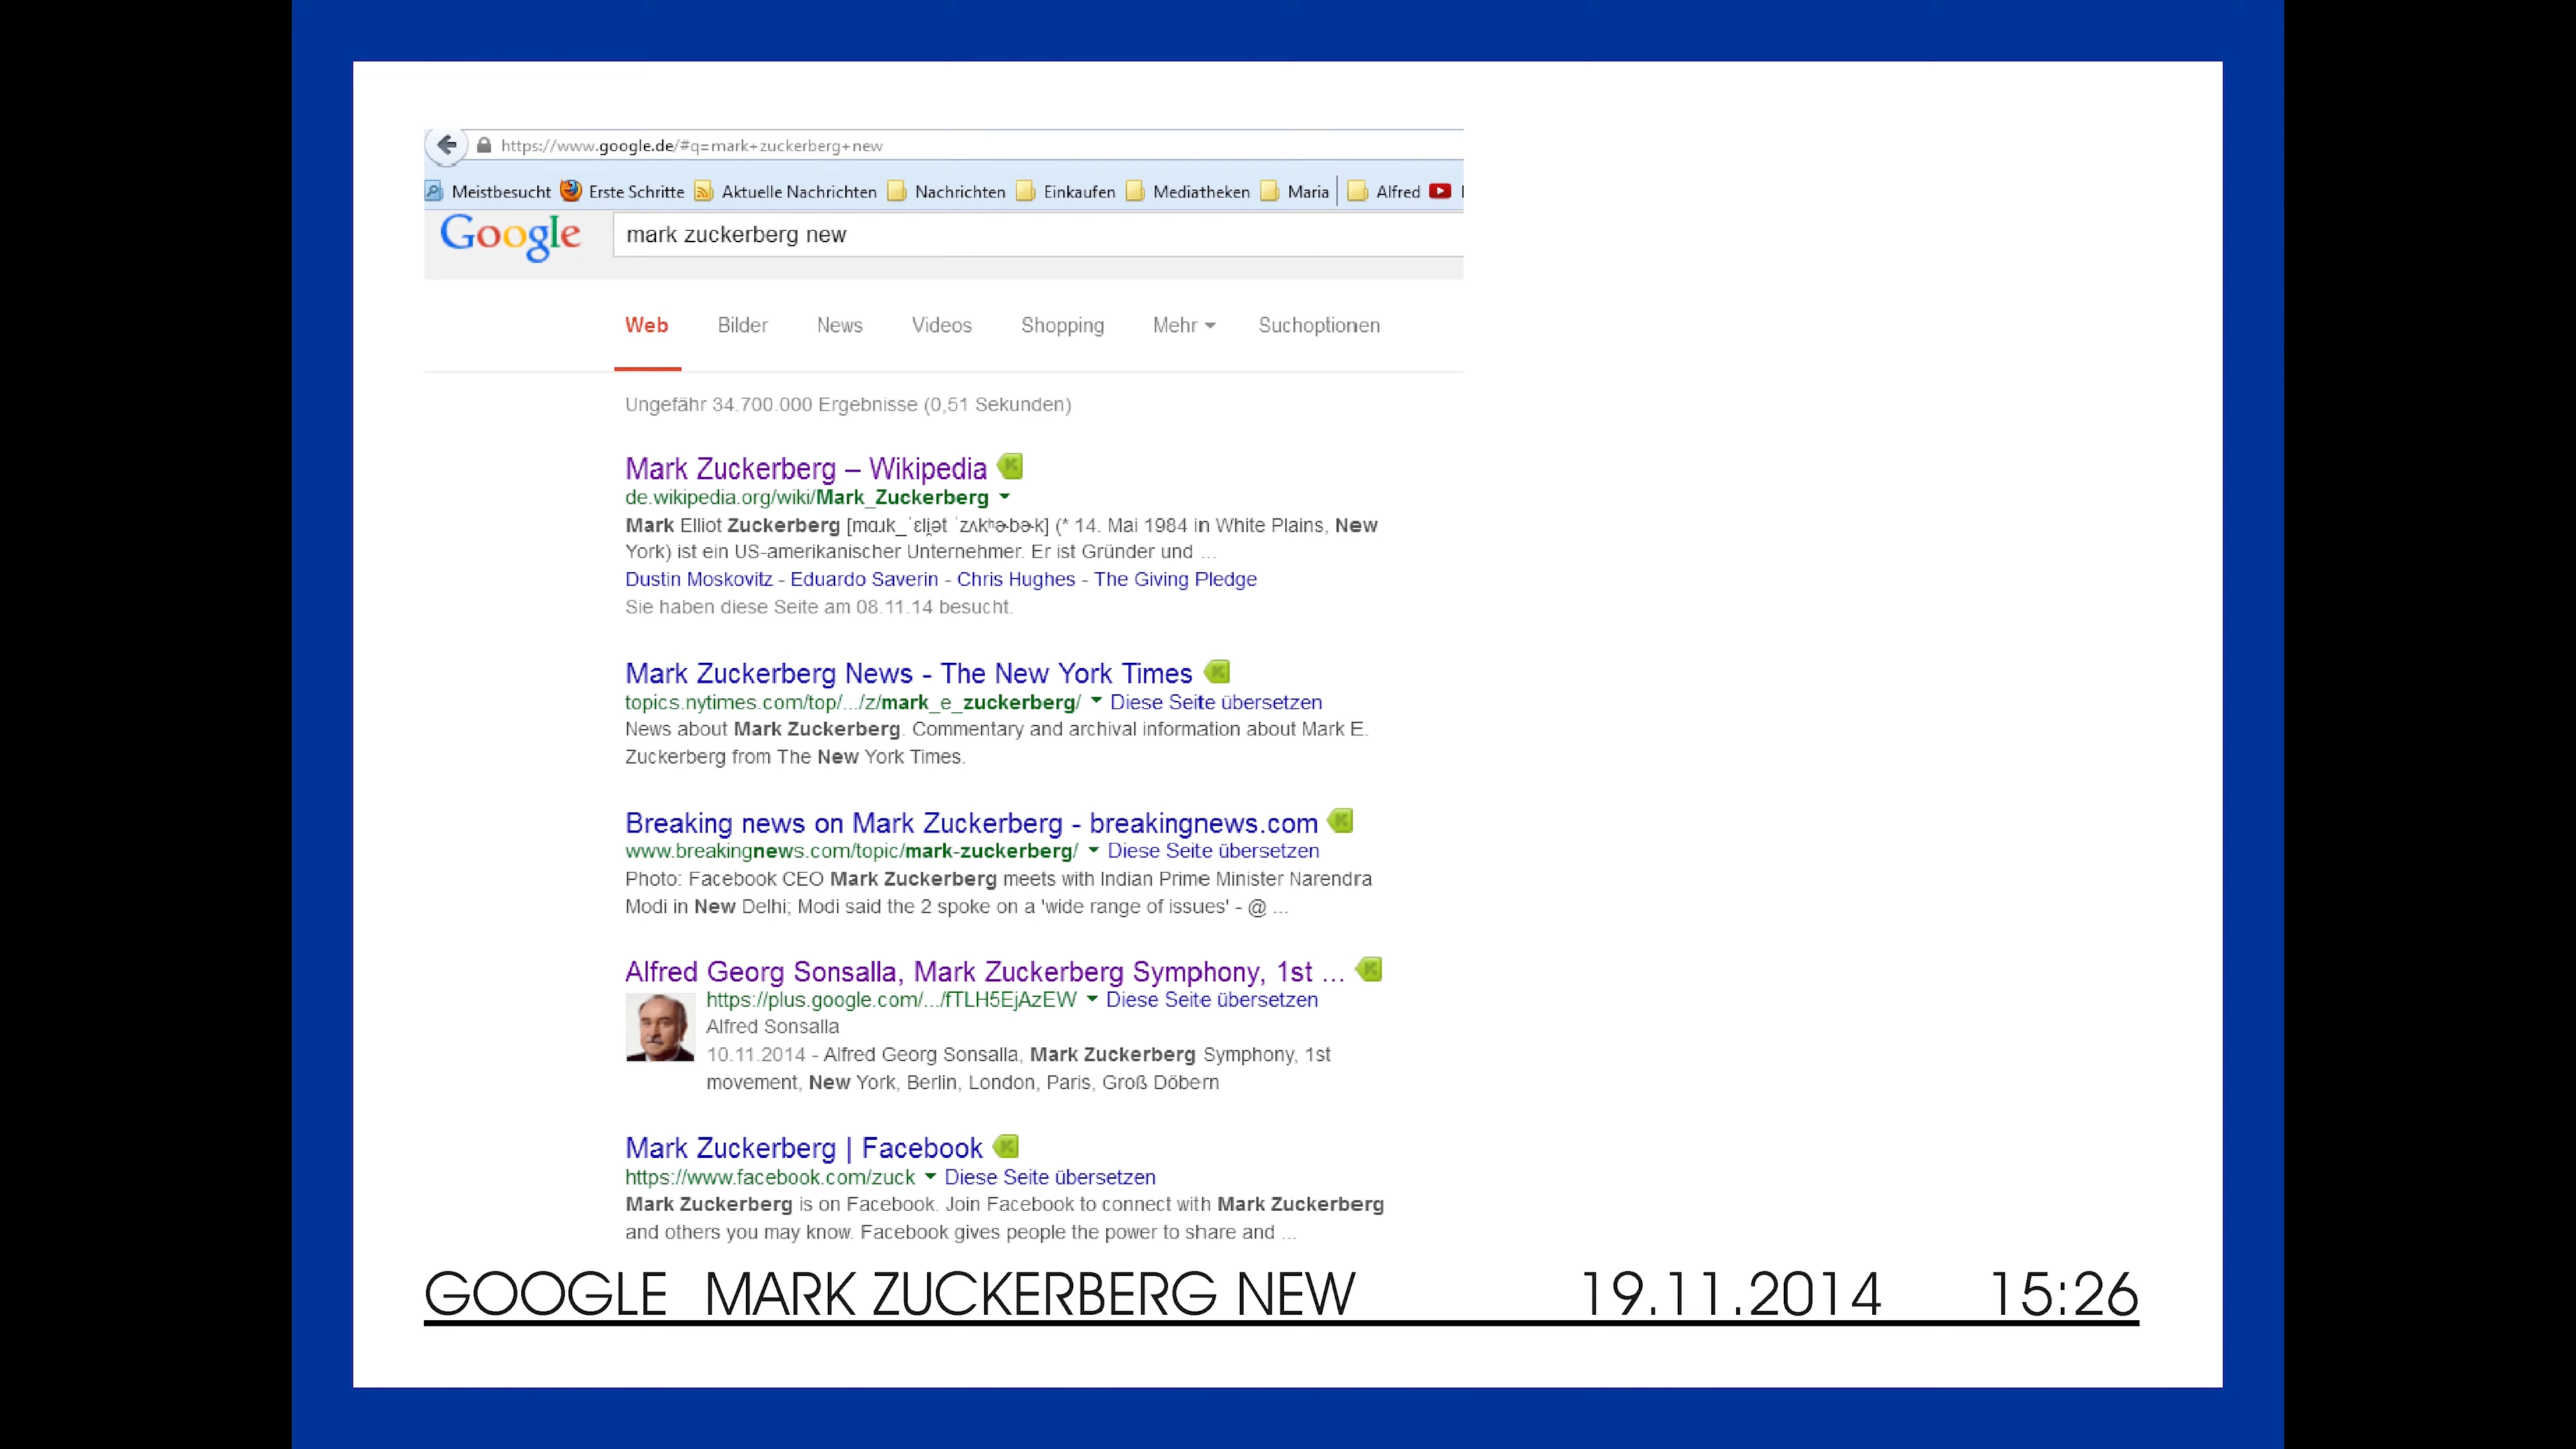 https://www.google.de/#q=mark+zuckerberg+new
Meistbesucht Erste Schritte Aktuelle Nachrichten Nachrichten Einkaufen Mediatheken Maria Alfred
Google mark zuckerberg new
Web Bilder News Videos Shopping Mehr Suchoptionen
Ungefähr 34.700.000 Ergebnisse (0,51 Sekunden)
Mark Zuckerberg – Wikipedia
de.wikipedia.org/wiki/Mark_Zuckerberg
Mark Elliot Zuckerberg [mɑɹk_ˈɛli̯ət ˈzʌkʰɚbɚk] (* 14. Mai 1984 in White Plains, New
York) ist ein US-amerikanischer Unternehmer. Er ist Gründer und ...
Dustin Moskovitz - Eduardo Saverin - Chris Hughes - The Giving Pledge
Sie haben diese Seite am 08.11.14 besucht.
Mark Zuckerberg News - The New York Times
topics.nytimes.com/top/.../z/mark_e_zuckerberg/ Diese Seite übersetzen
News about Mark Zuckerberg. Commentary and archival information about Mark E.
Zuckerberg from The New York Times.
Breaking news on Mark Zuckerberg - breakingnews.com
www.breakingnews.com/topic/mark-zuckerberg/ Diese Seite übersetzen
Photo: Facebook CEO Mark Zuckerberg meets with Indian Prime Minister Narendra
Modi in New Delhi; Modi said the 2 spoke on a 'wide range of issues' - @ ...
Alfred Georg Sonsalla, Mark Zuckerberg Symphony, 1st ...
https://plus.google.com/.../fTLH5EjAzEW Diese Seite übersetzen
Alfred Sonsalla
10.11.2014 - Alfred Georg Sonsalla, Mark Zuckerberg Symphony, 1st
movement, New York, Berlin, London, Paris, Groß Döbern
Mark Zuckerberg | Facebook
https://www.facebook.com/zuck Diese Seite übersetzen
Mark Zuckerberg is on Facebook. Join Facebook to connect with Mark Zuckerberg
and others you may know. Facebook gives people the power to share and ...
GOOGLE MARK ZUCKERBERG NEW 19.11.2014 15:26